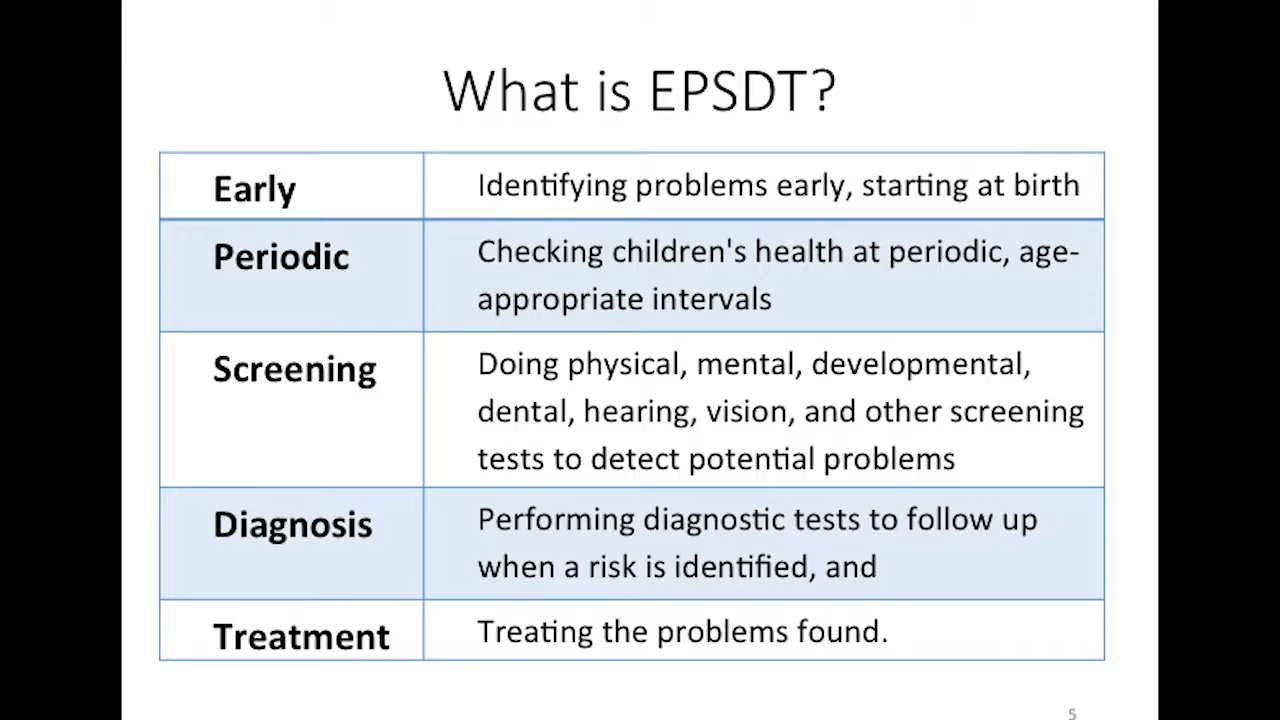 What is EPSDT?
Early
Identifying problems early, starting at birth
Periodic
Checking children's health at periodic, age-
appropriate intervals
Screening
Doing physical, mental, developmental,
dental, hearing, vision, and other screening
tests to detect potential problems
Diagnosis
Performing diagnostic tests to follow up
when a risk is identified, and
Treatment
Treating the problems found.
5